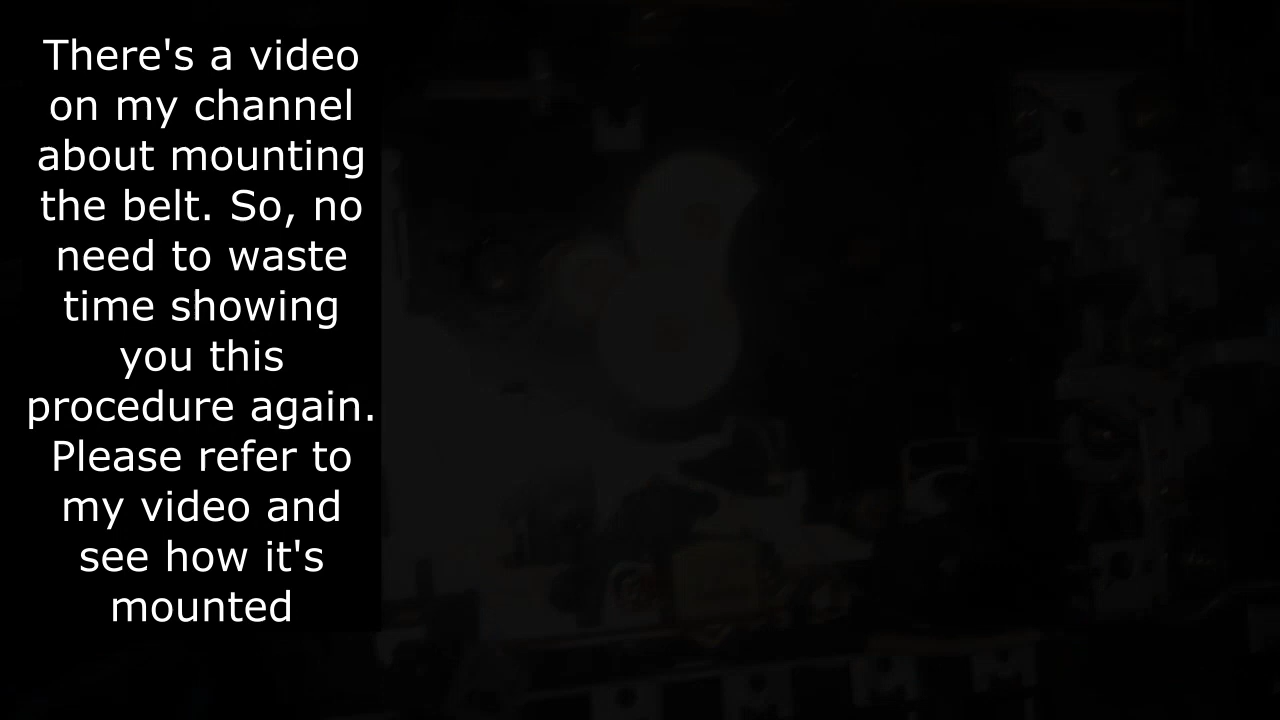 There's a video
on my channel
about mounting
the belt. So, no
need to waste
time showing
you this
procedure again.
Please refer to
my video and
see how it's
mounted